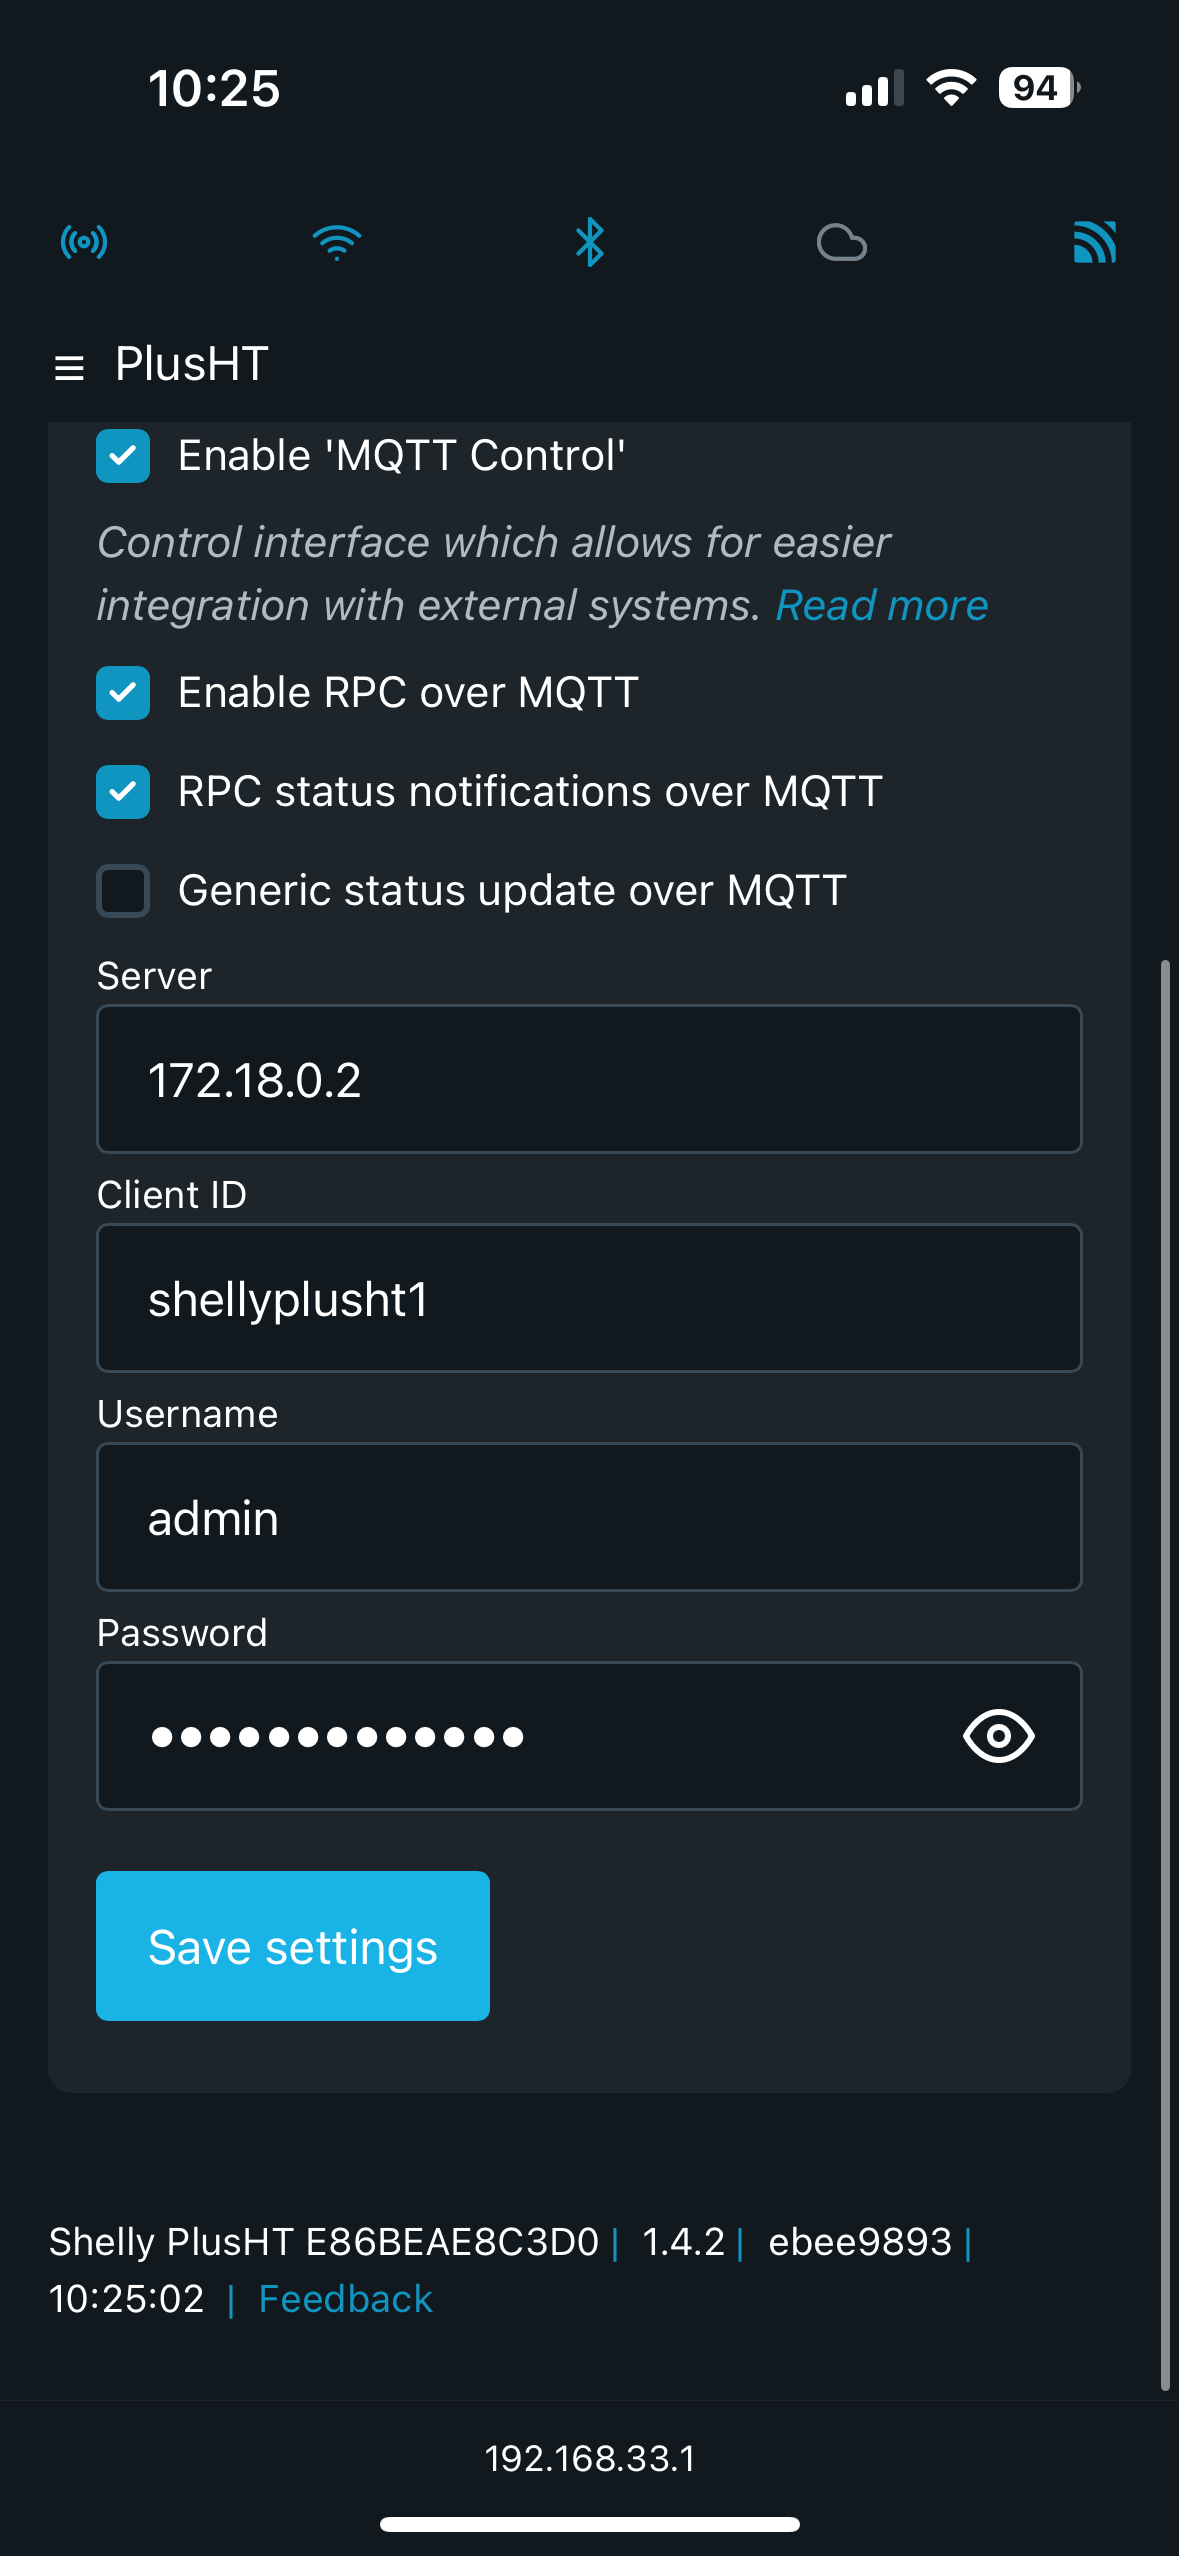 10:25
94
PlusHT
Enable 'MQTT Control'
Control interface which allows for easier
integration with external systems. Read more
Enable RPC over MQTT
RPC status notifications over MQTT
Generic status update over MQTT
Server
172.18.0.2
Client ID
shellyplusht1
Username
admin
Password
Save settings
Shelly PlusHT E86BEAE8C3D0 | 1.4.2 | ebee9893 |
10:25:02 | Feedback
192.168.33.1